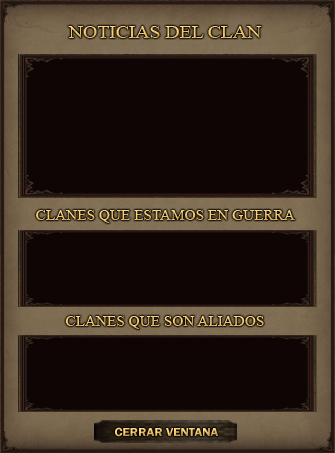 NOTICIAS DEL CLAN
CLANES QUE ESTAMOS EN GUERRA
CLANES QUE SON ALIADOS
CERRAR VENTANA